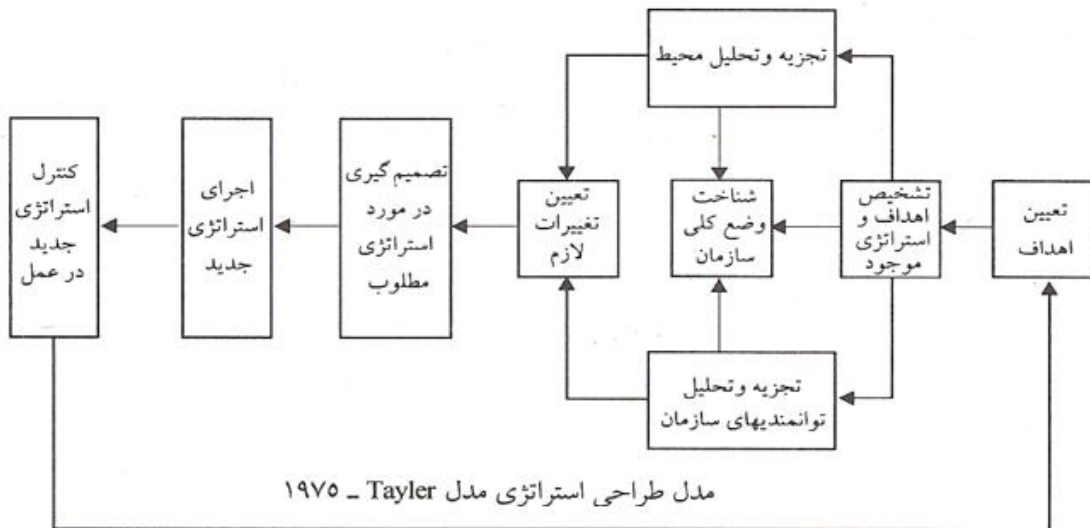 تعیین
اهداف
تشخیص
اهداف و
استراتژی
موجود
تجزیه وتحلیل محیط
شناخت
وضع کلی
سازمان
تجزیه وتحلیل
توانمندیهای سازمان
تعیین
تغییرات
لازم
تصمیم‌گیری
در مورد
استراتژی
مطلوب
اجرای
استراتژی
جدید
کنترل
استراتژی
جدید
در عمل
مدل طراحی استراتژی مدل Tayler ـ ۱۹۷۵